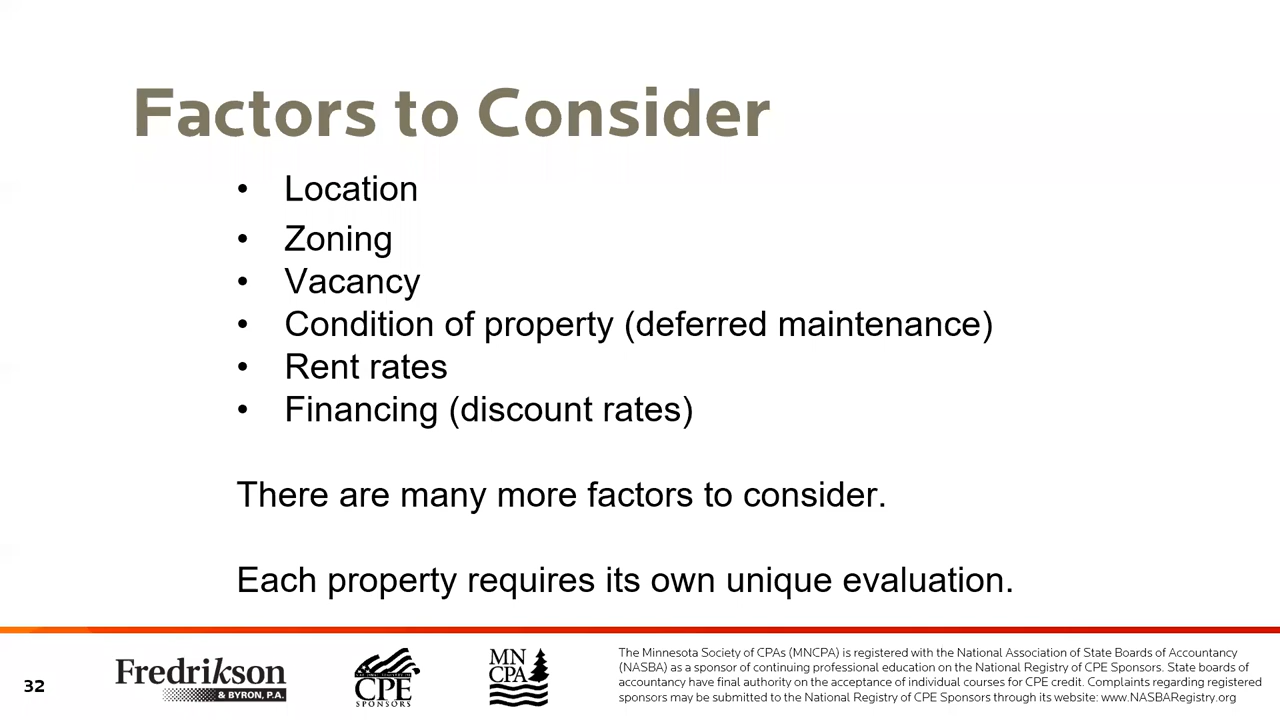 Factors to Consider
• Location
• Zoning
• Vacancy
• Condition of property (deferred maintenance)
• Rent rates
• Financing (discount rates)
There are many more factors to consider.
Each property requires its own unique evaluation.
32
Fredrikson
& BYRON, P.A.
CPE
SPONSORS
MN
CPA
The Minnesota Society of CPAs (MNCPA) is registered with the National Association of State Boards of Accountancy
(NASBA) as a sponsor of continuing professional education on the National Registry of CPE Sponsors. State boards of
accountancy have final authority on the acceptance of individual courses for CPE credit. Complaints regarding registered
sponsors may be submitted to the National Registry of CPE Sponsors through its website: www.NASBARegistry.org